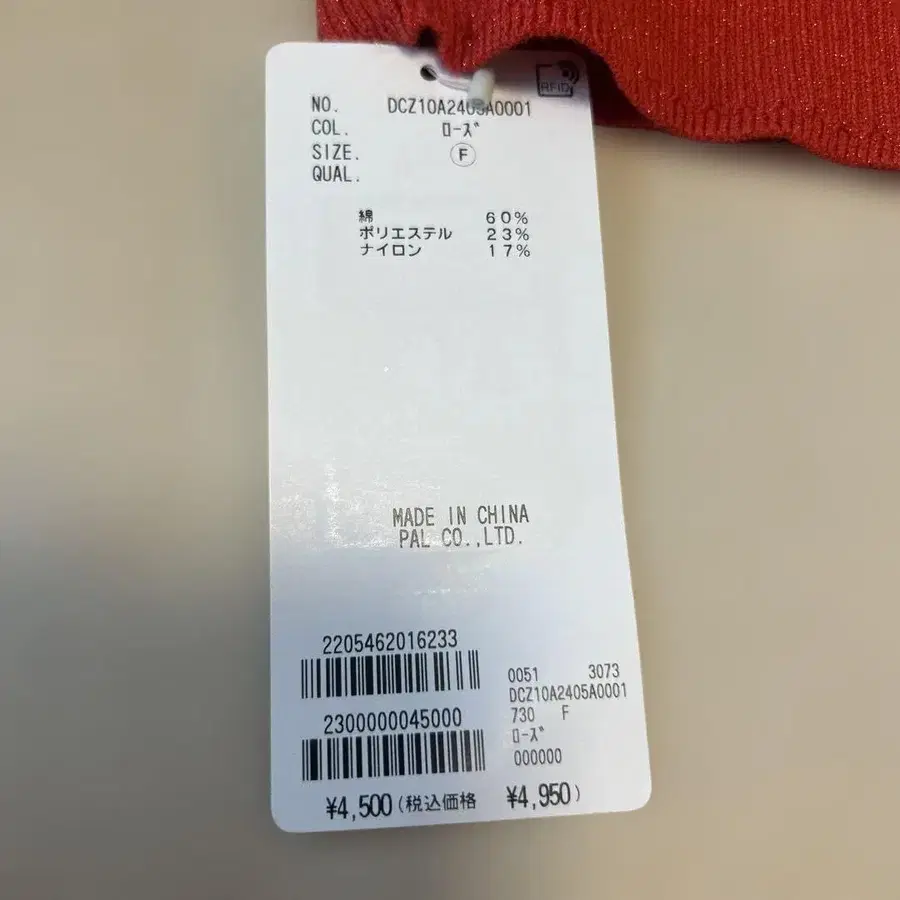 RFID
NO. DCZ10A2405A0001
COL. ローズ
SIZE. F
QUAL.
綿 60%
ポリエステル 23%
ナイロン 17%
MADE IN CHINA
PAL CO.,LTD.
2205462016233
2300000045000
0051 3073
DCZ10A2405A0001
730 F
ローズ
000000
¥4,500(税込価格 ¥4,950)